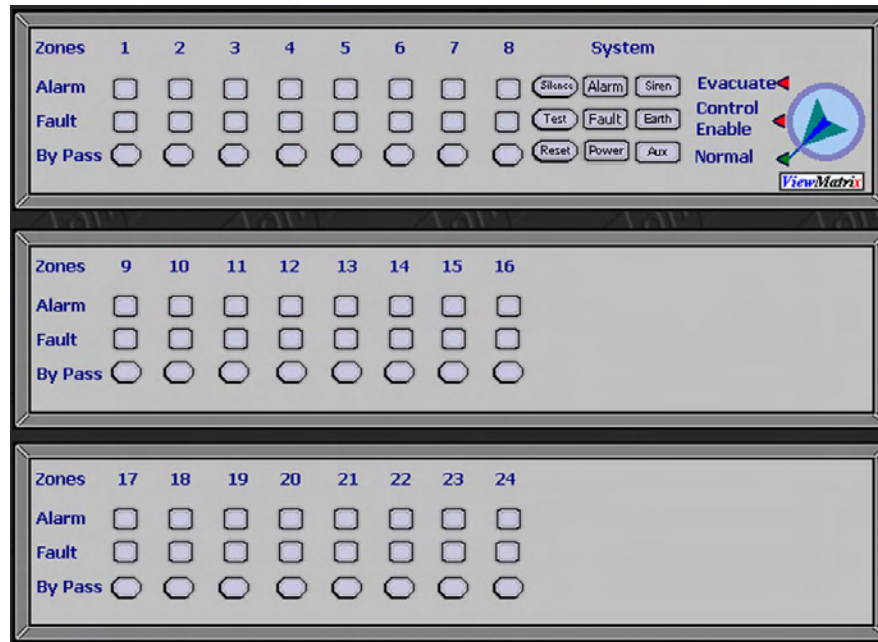 Zones 1 2 3 4 5 6 7 8 System
Alarm Silence Alarm Siren Evacuate
Fault Test Fault Earth Control Enable
By Pass Reset Power Aux Normal
ViewMatrix
Zones 9 10 11 12 13 14 15 16
Alarm
Fault
By Pass
Zones 17 18 19 20 21 22 23 24
Alarm
Fault
By Pass